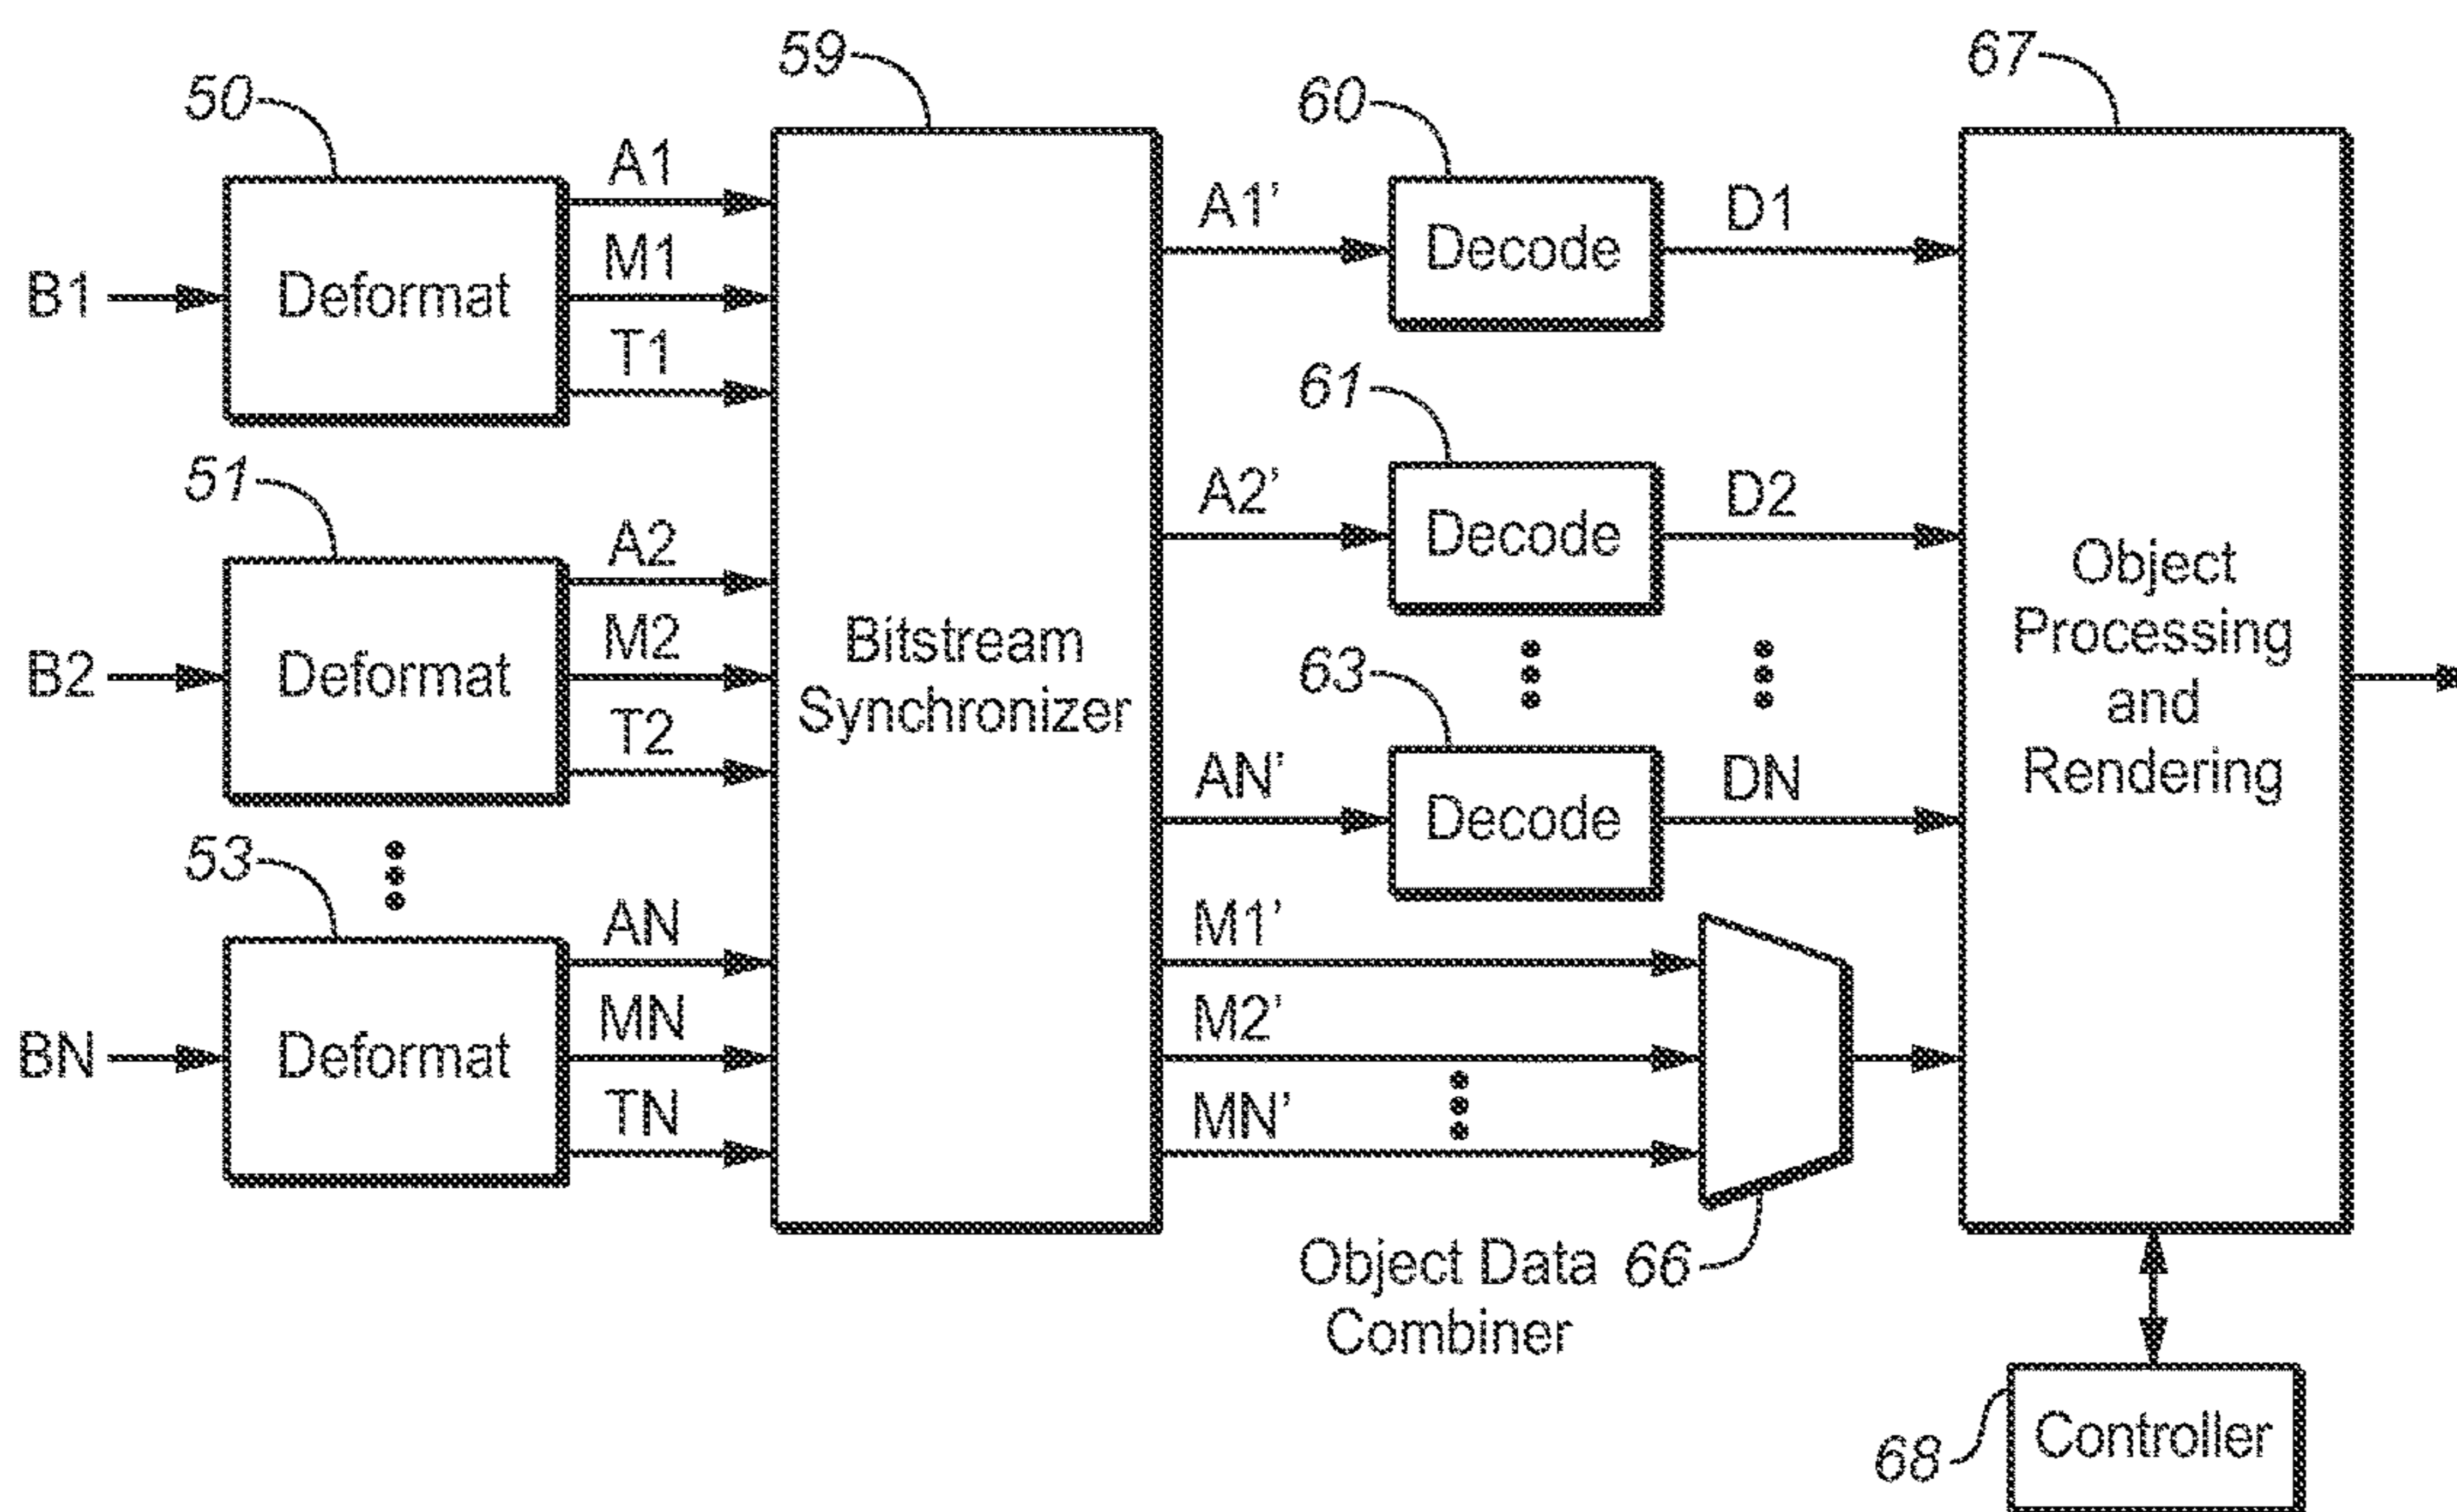 59
60
67
50
A1
A1’
D1
Decode
M1
B1
Deformat
T1
61
51
A2’
D2
Decode
A2
M2
B2
Deformat
T2
Bitstream
Synchronizer
63
Object
Processing
and
Rendering
AN’
DN
Decode
53
AN
M1’
MN
M2’
BN
Deformat
TN
MN’
Object Data 66
Combiner
68
Controller